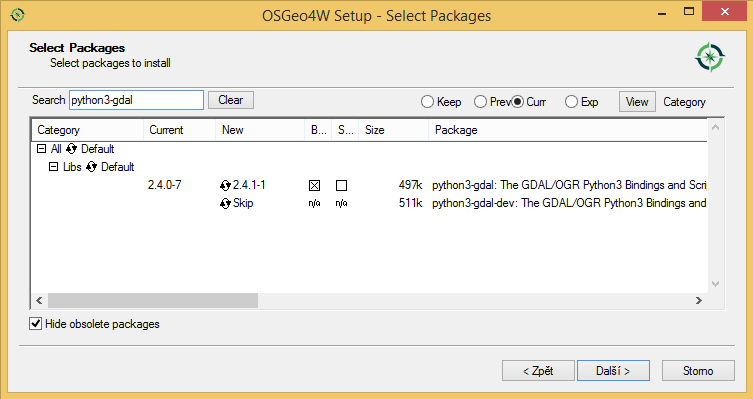 OSGeo4W Setup - Select Packages
Select Packages
Select packages to install
Search python3-gdal Clear Keep Prev Curr Exp View Category
Category Current New B... S... Size Package
All Default
Libs Default
2.4.0-7 2.4.1-1 497k python3-gdal: The GDAL/OGR Python3 Bindings and Scri
Skip n/a n/a 511k python3-gdal-dev: The GDAL/OGR Python3 Bindings and
Hide obsolete packages
< Zpět Další > Storno